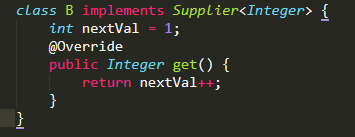 class B implements Supplier<Integer> {
    int nextVal = 1;
    @Override
    public Integer get() {
        return nextVal++;
    }
}